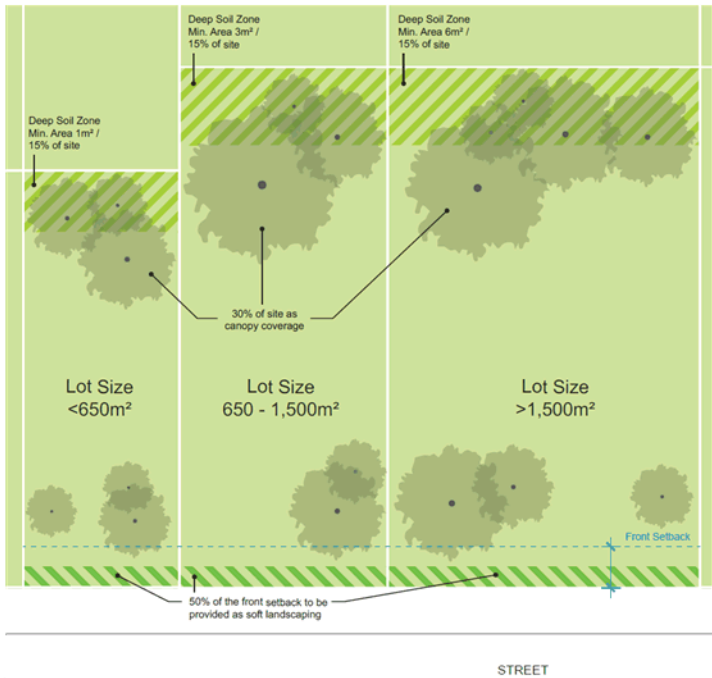 Deep Soil Zone
Min. Area 3m² /
15% of site
Deep Soil Zone
Min. Area 6m² /
15% of site
Deep Soil Zone
Min. Area 1m² /
15% of site
30% of site as
canopy coverage
Lot Size
<650m²
Lot Size
650 - 1,500m²
Lot Size
>1,500m²
Front Setback
50% of the front setback to be
provided as soft landscaping
STREET